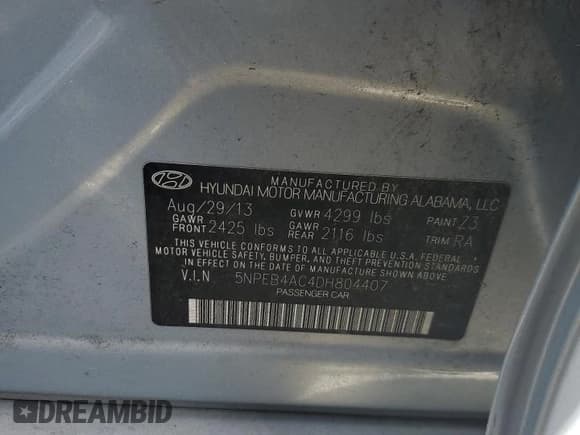 MANUFACTURED BY
HYUNDAI MOTOR MANUFACTURING ALABAMA, LLC
Aug/29/13 GVWR 4299 lbs PAINT Z3
GAWR FRONT 2425 lbs GAWR REAR 2116 lbs TRIM RA
THIS VEHICLE CONFORMS TO ALL APPLICABLE U.S.A. FEDERAL
MOTOR VEHICLE SAFETY, BUMPER, AND THEFT PREVENTION STANDARDS
IN EFFECT ON THE DATE OF MANUFACTURE SHOWN ABOVE.
V.I.N 5NPEB4AC4DH804407
PASSENGER CAR
DREAMBID